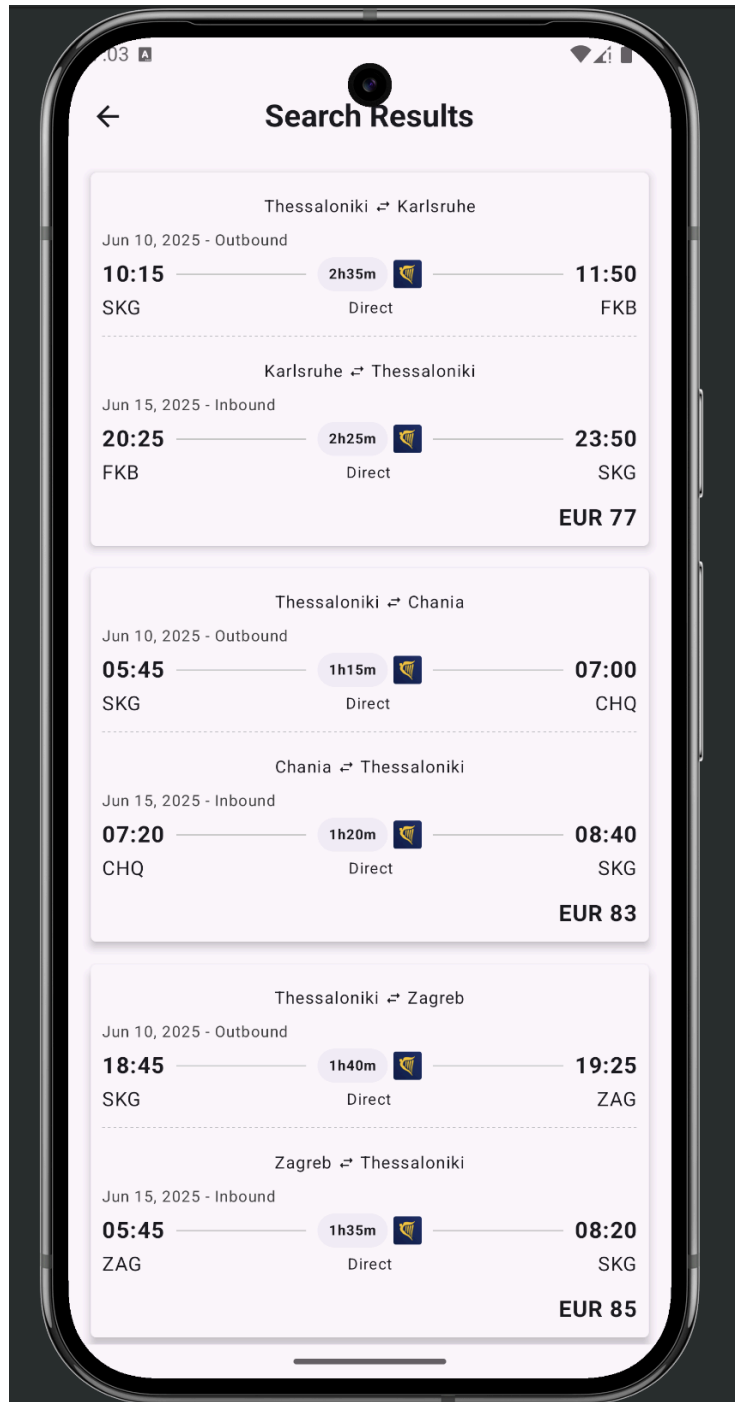 :03 A
Search Results
Thessaloniki ⇄ Karlsruhe
Jun 10, 2025 - Outbound
10:15 2h35m 11:50
SKG Direct FKB
Karlsruhe ⇄ Thessaloniki
Jun 15, 2025 - Inbound
20:25 2h25m 23:50
FKB Direct SKG
EUR 77
Thessaloniki ⇄ Chania
Jun 10, 2025 - Outbound
05:45 1h15m 07:00
SKG Direct CHQ
Chania ⇄ Thessaloniki
Jun 15, 2025 - Inbound
07:20 1h20m 08:40
CHQ Direct SKG
EUR 83
Thessaloniki ⇄ Zagreb
Jun 10, 2025 - Outbound
18:45 1h40m 19:25
SKG Direct ZAG
Zagreb ⇄ Thessaloniki
Jun 15, 2025 - Inbound
05:45 1h35m 08:20
ZAG Direct SKG
EUR 85